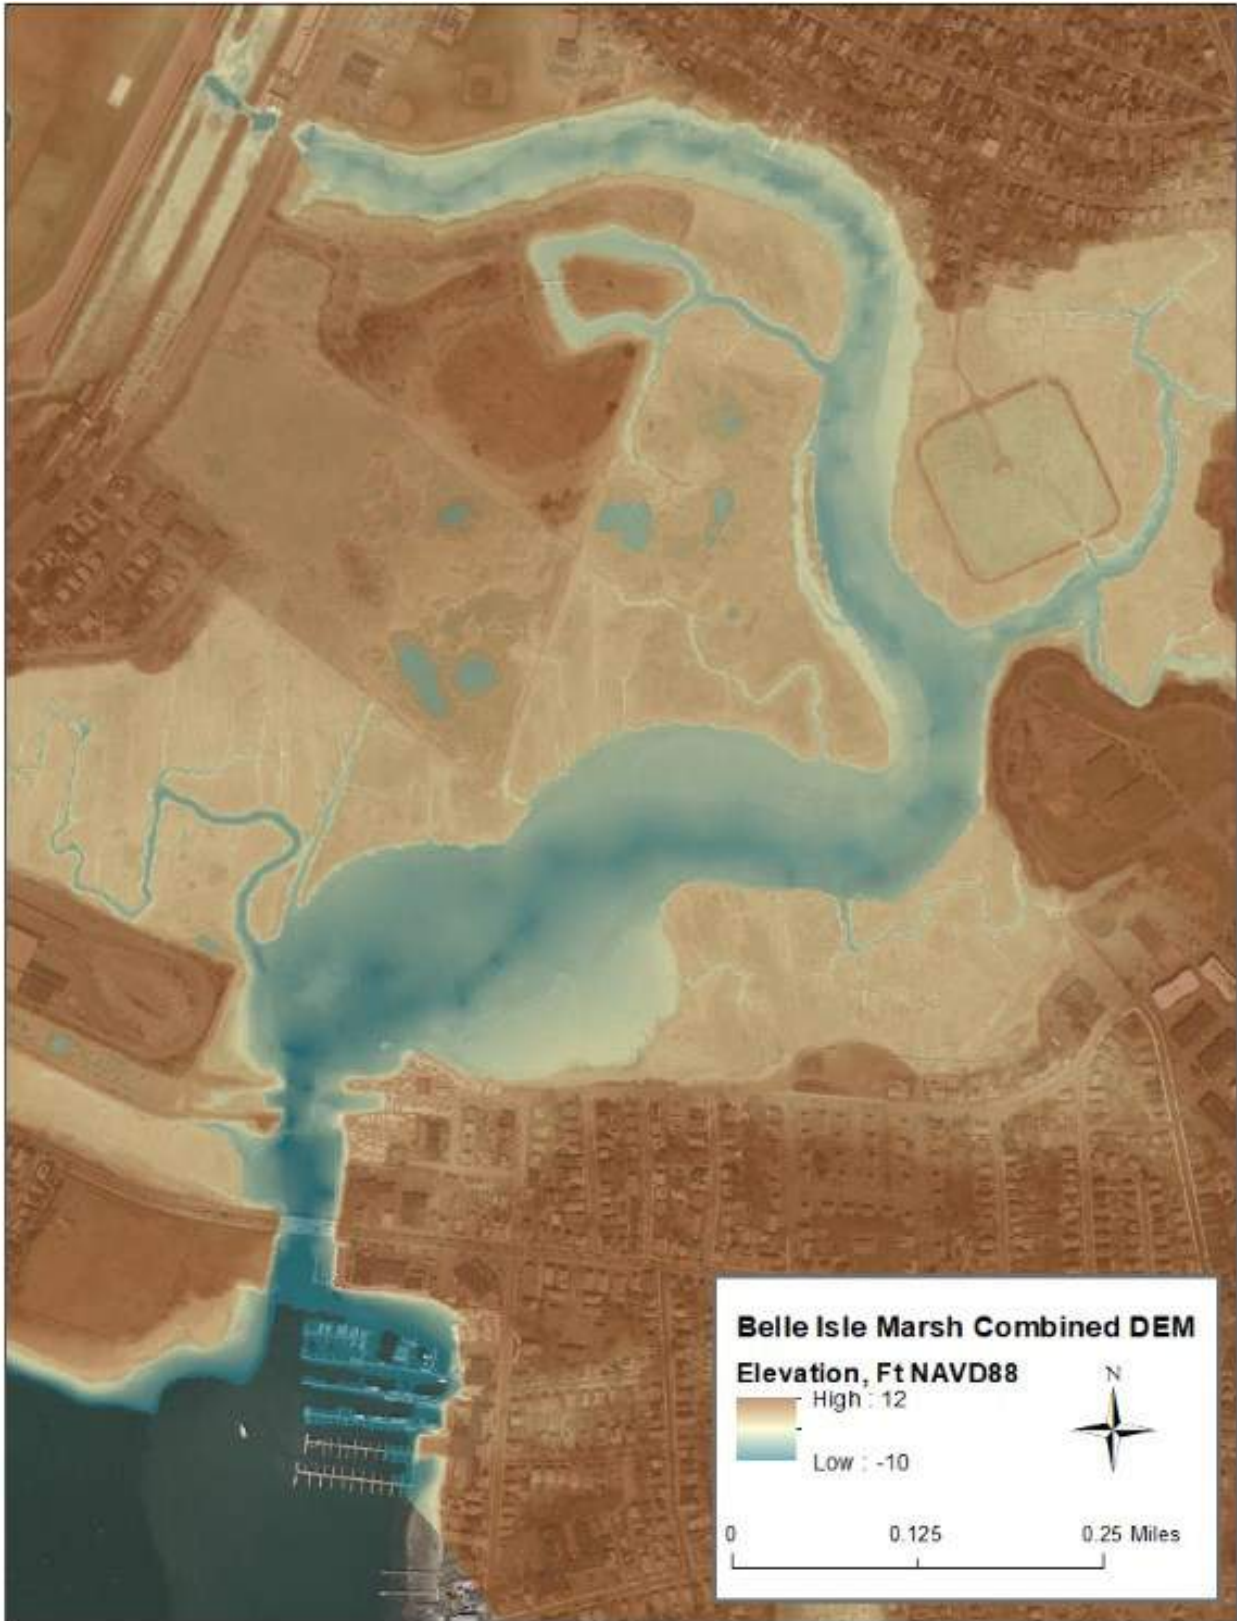 Belle Isle Marsh Combined DEM
Elevation, Ft NAVD88
N
High : 12
Low : -10
0 0.125 0.25 Miles